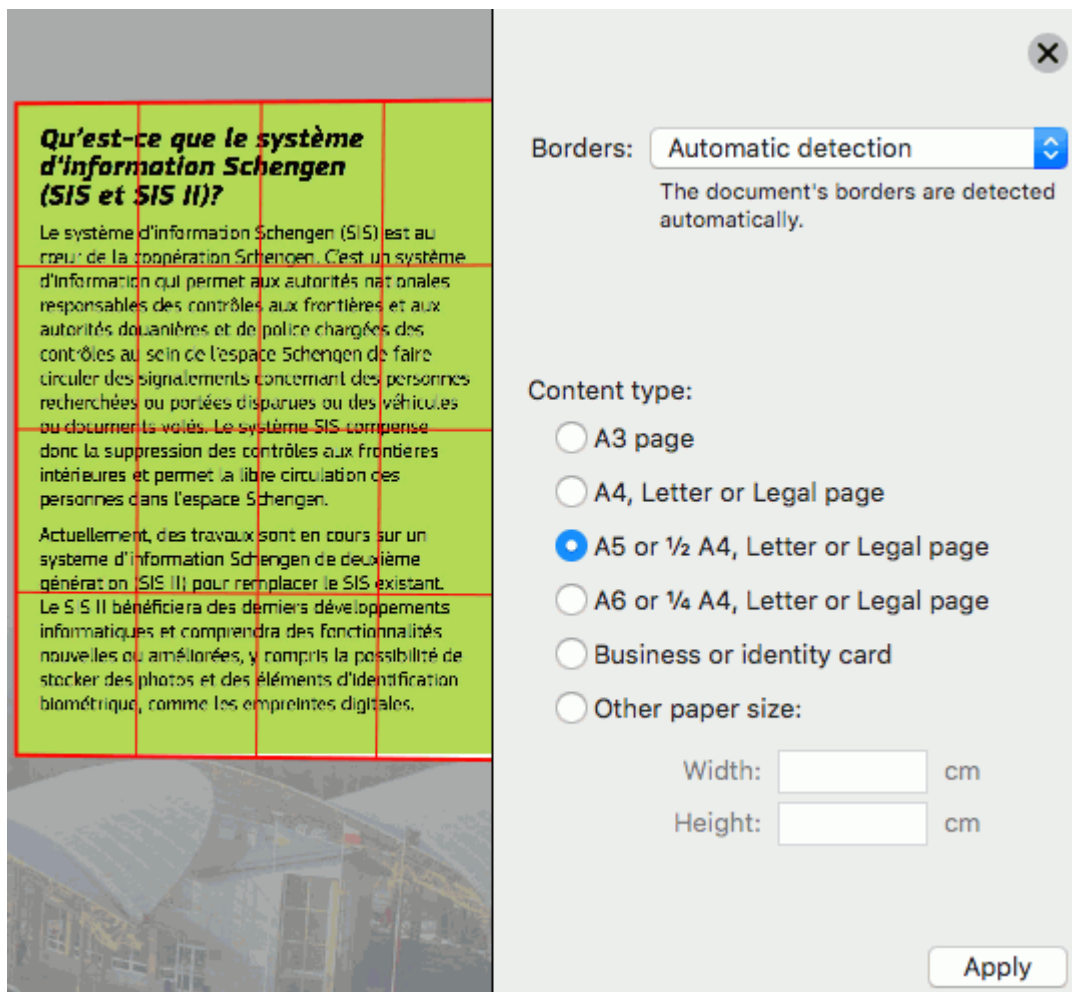 Qu'est-ce que le système
d'information Schengen
(SIS et SIS II)?
Le système d'information Schengen (SIS) est au
cœur de la coopération Schengen. C'est un système
d'information qui permet aux autorités nationales
responsables des contrôles aux frontières et aux
autorités douanières et de police chargées des
contrôles au sein de l'espace Schengen de faire
circuler des signalements concernant des personnes
recherchées ou portées disparues ou des véhicules
ou documents volés. Le système SIS compense
donc la suppression des contrôles aux frontières
intérieures et permet la libre circulation des
personnes dans l'espace Schengen.
Actuellement, des travaux sont en cours sur un
système d'information Schengen de deuxième
génération (SIS II) pour remplacer le SIS existant.
Le SIS II bénéficiera des derniers développements
informatiques et comprendra des fonctionnalités
nouvelles ou améliorées, y compris la possibilité de
stocker des photos et des éléments d'identification
biométrique, comme les empreintes digitales.
Borders: Automatic detection
The document's borders are detected
automatically.
Content type:
A3 page
A4, Letter or Legal page
A5 or ½ A4, Letter or Legal page
A6 or ¼ A4, Letter or Legal page
Business or identity card
Other paper size:
Width: cm
Height: cm
Apply